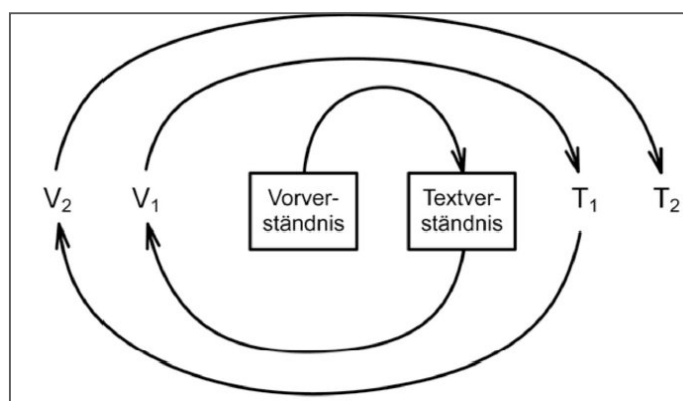 V₂ V₁ Vorver- Textver- T₁ T₂
ständnis ständnis